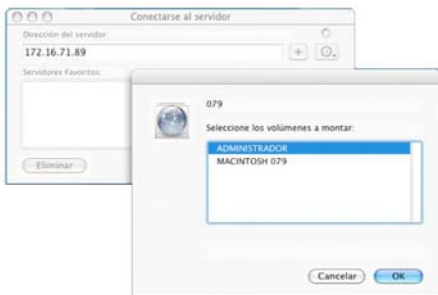 Conectarse al servidor
Dirección del servidor:
172.16.71.89
Servidores Favoritos:
Eliminar
079
Seleccione los volúmenes a montar:
ADMINISTRADOR
MACINTOSH 079
Cancelar
OK